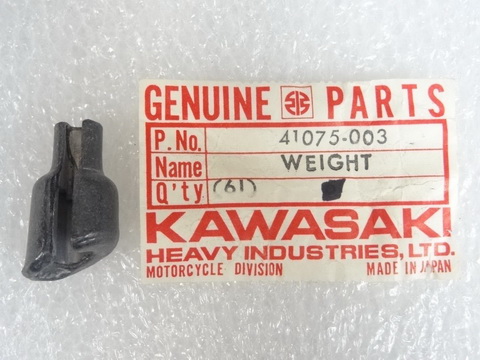 GENUINE PARTS
P. No. 41075-003
Name WEIGHT
Q'ty (61)
KAWASAKI
HEAVY INDUSTRIES, LTD.
MOTORCYCLE DIVISION MADE IN JAPAN